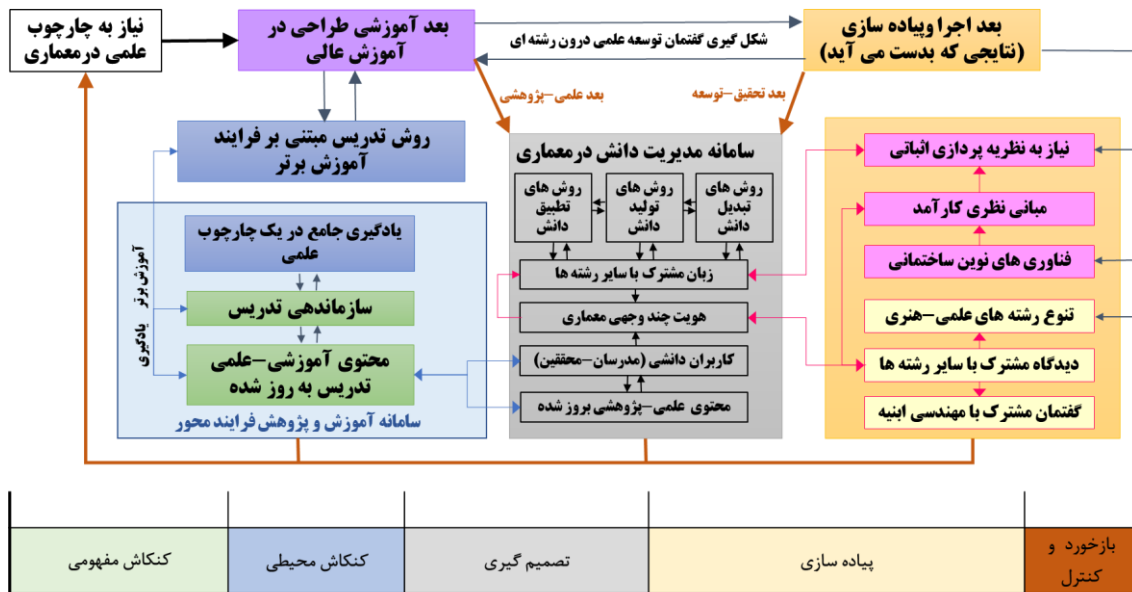 نیاز به چارچوب
علمی درمعماری
بعد آموزشی طراحی در
آموزش عالی
شکل گیری گفتمان توسعه علمی درون رشته ای
بعد اجرا وپیاده سازی
(نتایجی که بدست می آید)
بعد علمی-پژوهشی
بعد تحقیق-توسعه
روش تدریس مبتنی بر فرایند
آموزش برتر
یادگیری جامع در یک چارچوب
علمی
سازماندهی تدریس
محتوی آموزشی-علمی
تدریس به روز شده
سامانه آموزش و پژوهش فرایند محور
آموزش برتر
یادگیری
سامانه مدیریت دانش درمعماری
روش های
تطبیق
دانش
روش های
تولید
دانش
روش های
تبدیل
دانش
زبان مشترک با سایر رشته ها
هویت چند وجهی معماری
کاربران دانشی (مدرسان-محققین)
محتوی علمی-پژوهشی بروز شده
نیاز به نظریه پردازی اثباتی
مبانی نظری کارآمد
فناوری های نوین ساختمانی
تنوع رشته های علمی-هنری
دیدگاه مشترک با سایر رشته ها
گفتمان مشترک با مهندسی ابنیه
کنکاش مفهومی
کنکاش محیطی
تصمیم گیری
پیاده سازی
بازخورد و
کنترل